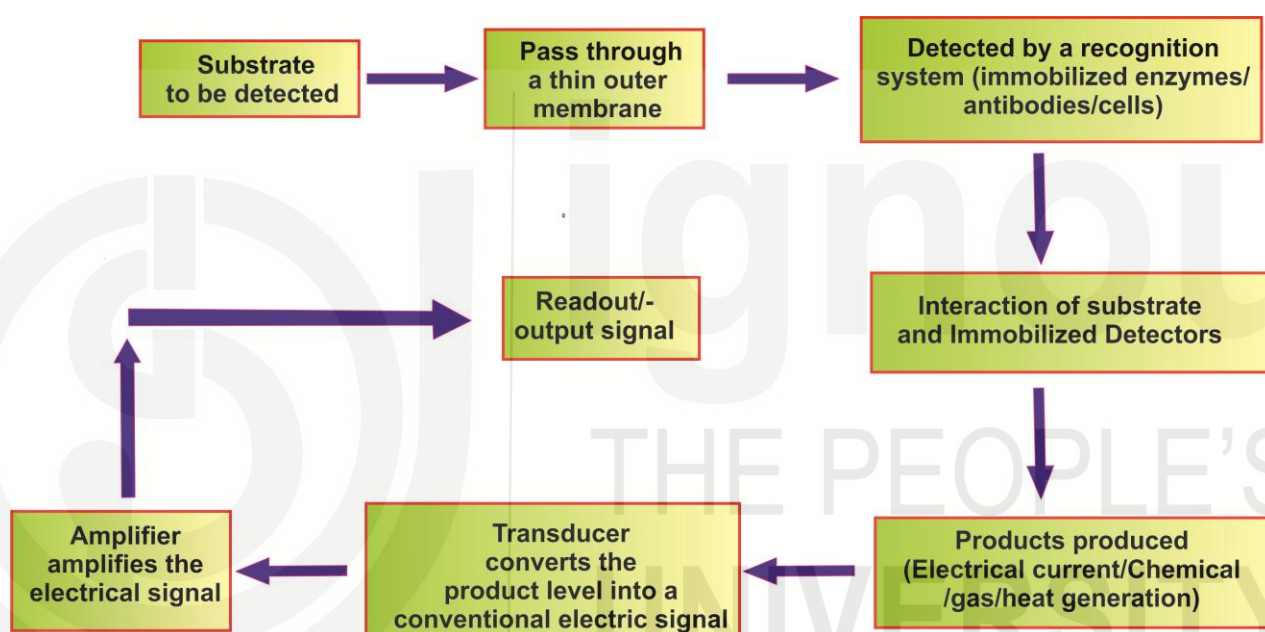 Substrate
to be detected
Pass through
a thin outer
membrane
Detected by a recognition
system (immobilized enzymes/
antibodies/cells)
Interaction of substrate
and Immobilized Detectors
Products produced
(Electrical current/Chemical
/gas/heat generation)
Transducer
converts the
product level into a
conventional electric signal
Amplifier
amplifies the
electrical signal
Readout/-
output signal
ignou
THE PEOPLE'S
UNIVERSITY